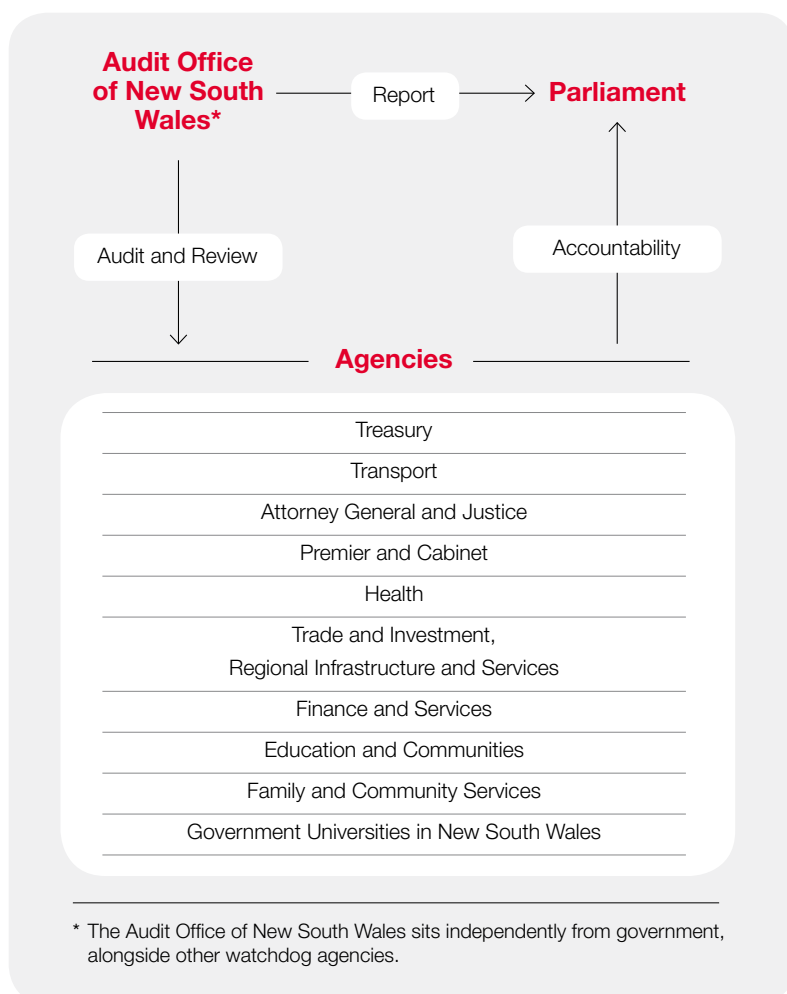 Audit Office
of New South
Wales*
Report
Parliament
Audit and Review
Accountability
Agencies
Treasury
Transport
Attorney General and Justice
Premier and Cabinet
Health
Trade and Investment,
Regional Infrastructure and Services
Finance and Services
Education and Communities
Family and Community Services
Government Universities in New South Wales
* The Audit Office of New South Wales sits independently from government,
alongside other watchdog agencies.